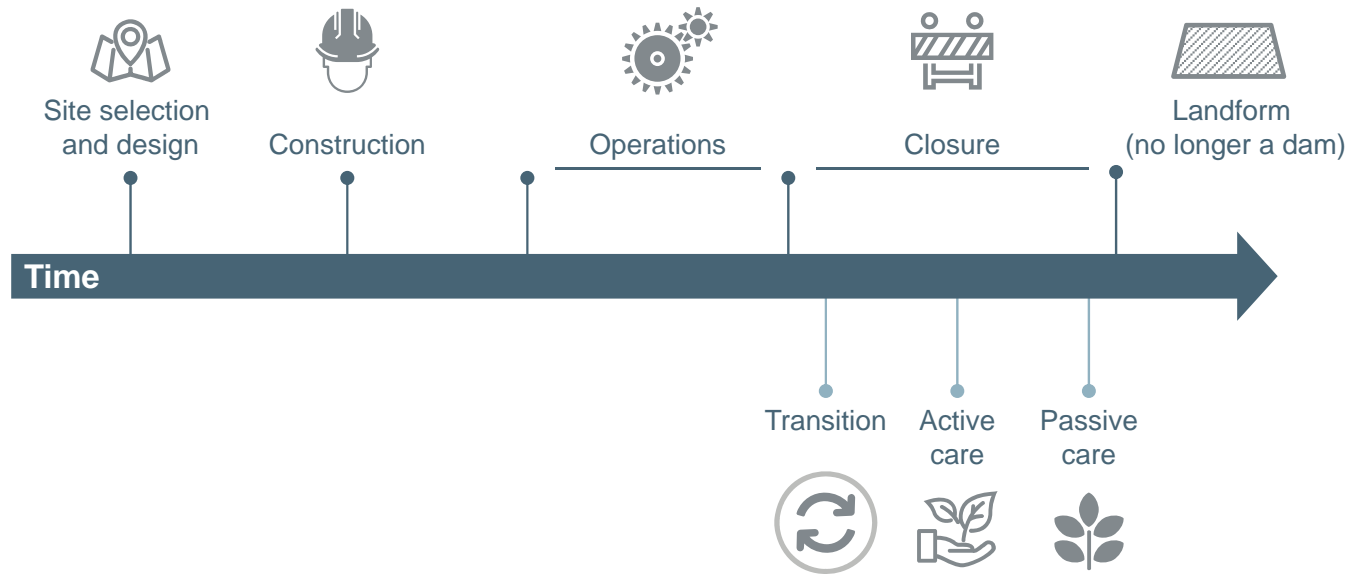 Site selection
and design
Construction
Operations
Closure
Landform
(no longer a dam)
Time
Transition
Active
care
Passive
care